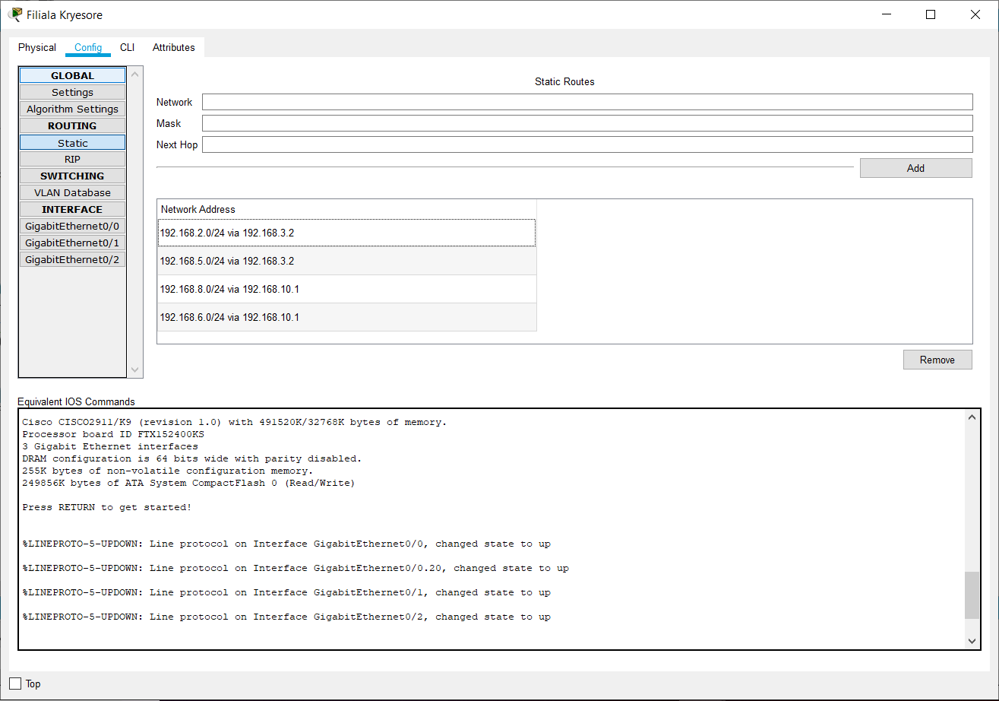 Filiala Kryesore
Physical Config CLI Attributes
GLOBAL
Settings
Algorithm Settings
ROUTING
Static
RIP
SWITCHING
VLAN Database
INTERFACE
GigabitEthernet0/0
GigabitEthernet0/1
GigabitEthernet0/2
Static Routes
Network
Mask
Next Hop
Add
Network Address
192.168.2.0/24 via 192.168.3.2
192.168.5.0/24 via 192.168.3.2
192.168.8.0/24 via 192.168.10.1
192.168.6.0/24 via 192.168.10.1
Remove
Equivalent IOS Commands
Cisco CISCO2911/K9 (revision 1.0) with 491520K/32768K bytes of memory.
Processor board ID FTX152400KS
3 Gigabit Ethernet interfaces
DRAM configuration is 64 bits wide with parity disabled.
255K bytes of non-volatile configuration memory.
249856K bytes of ATA System CompactFlash 0 (Read/Write)
Press RETURN to get started!
%LINEPROTO-5-UPDOWN: Line protocol on Interface GigabitEthernet0/0, changed state to up
%LINEPROTO-5-UPDOWN: Line protocol on Interface GigabitEthernet0/0.20, changed state to up
%LINEPROTO-5-UPDOWN: Line protocol on Interface GigabitEthernet0/1, changed state to up
%LINEPROTO-5-UPDOWN: Line protocol on Interface GigabitEthernet0/2, changed state to up
Top